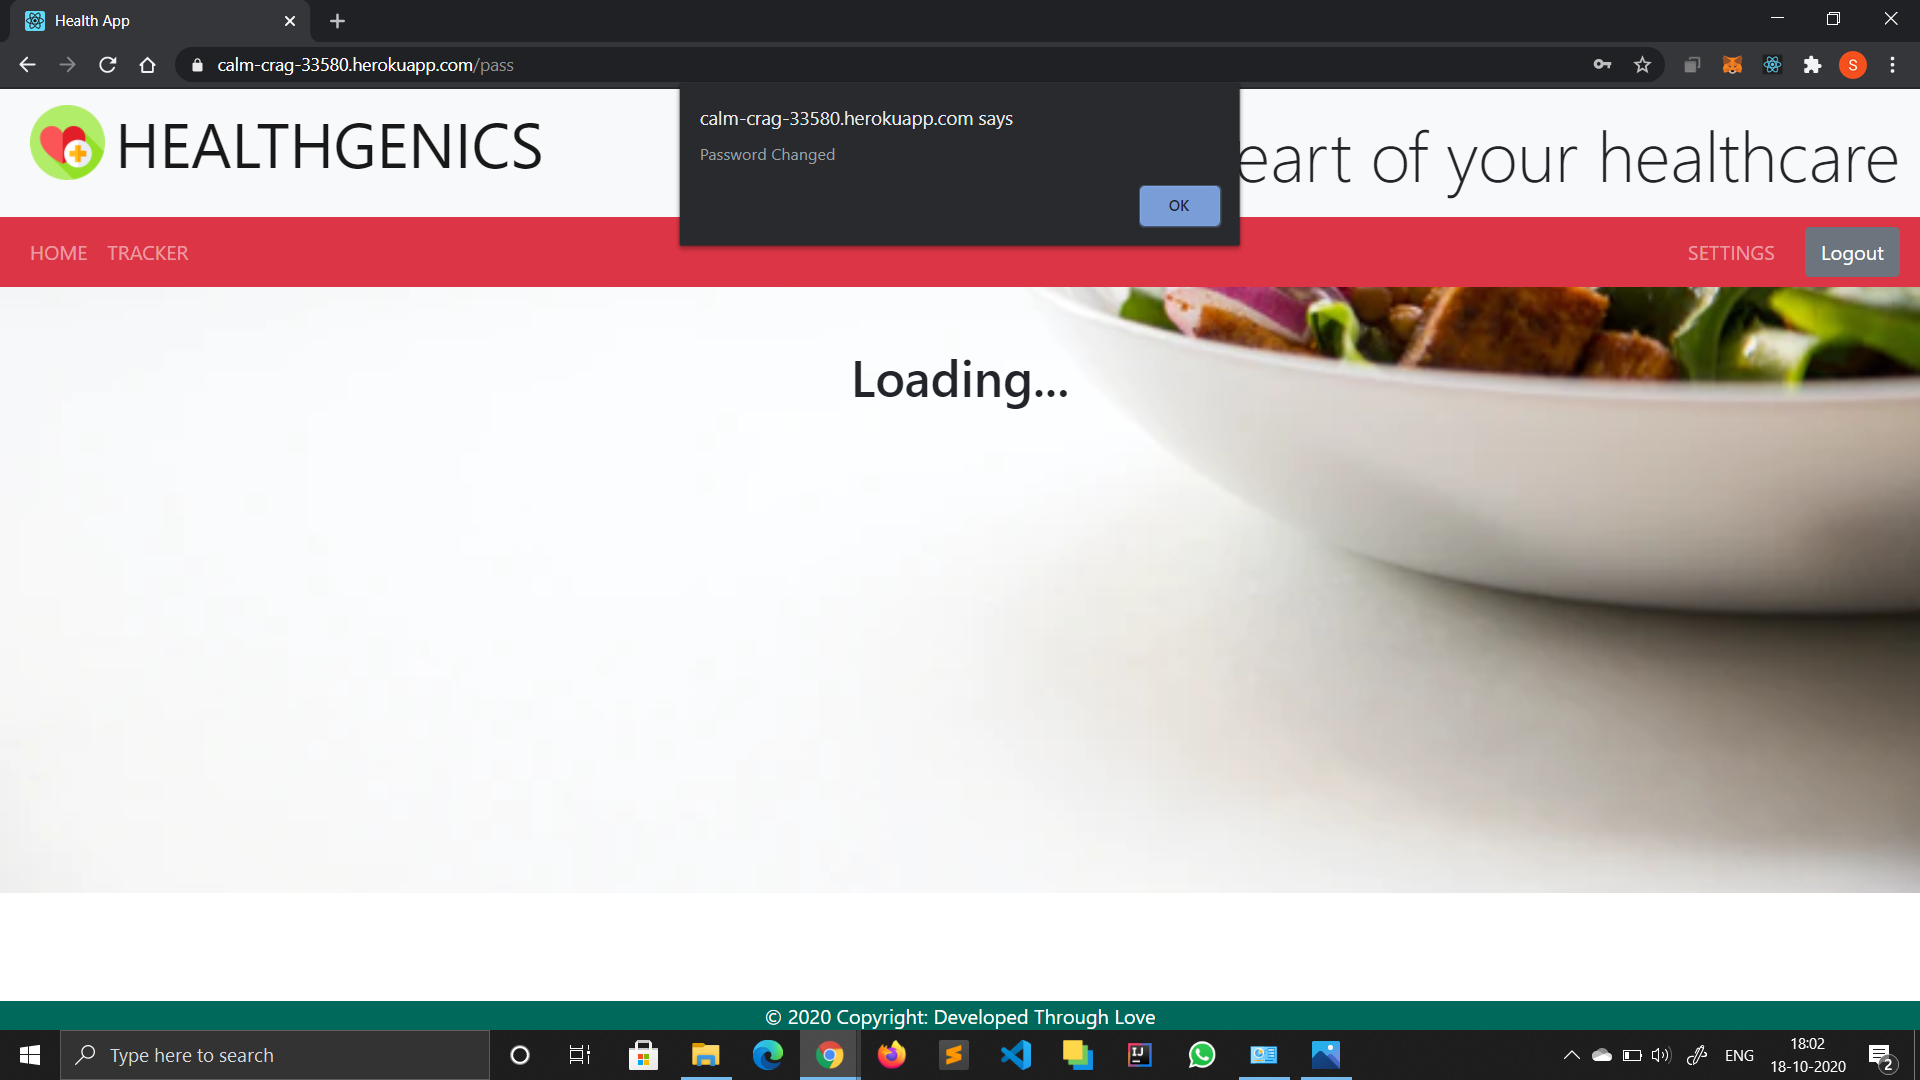 Health App
calm-crag-33580.herokuapp.com/pass
S
calm-crag-33580.herokuapp.com says
Password Changed
OK
HEALTHGENICS
eart of your healthcare
HOME
TRACKER
SETTINGS
Logout
Loading...
© 2020 Copyright: Developed Through Love
Type here to search
IJ
ENG
18:02
18-10-2020
2